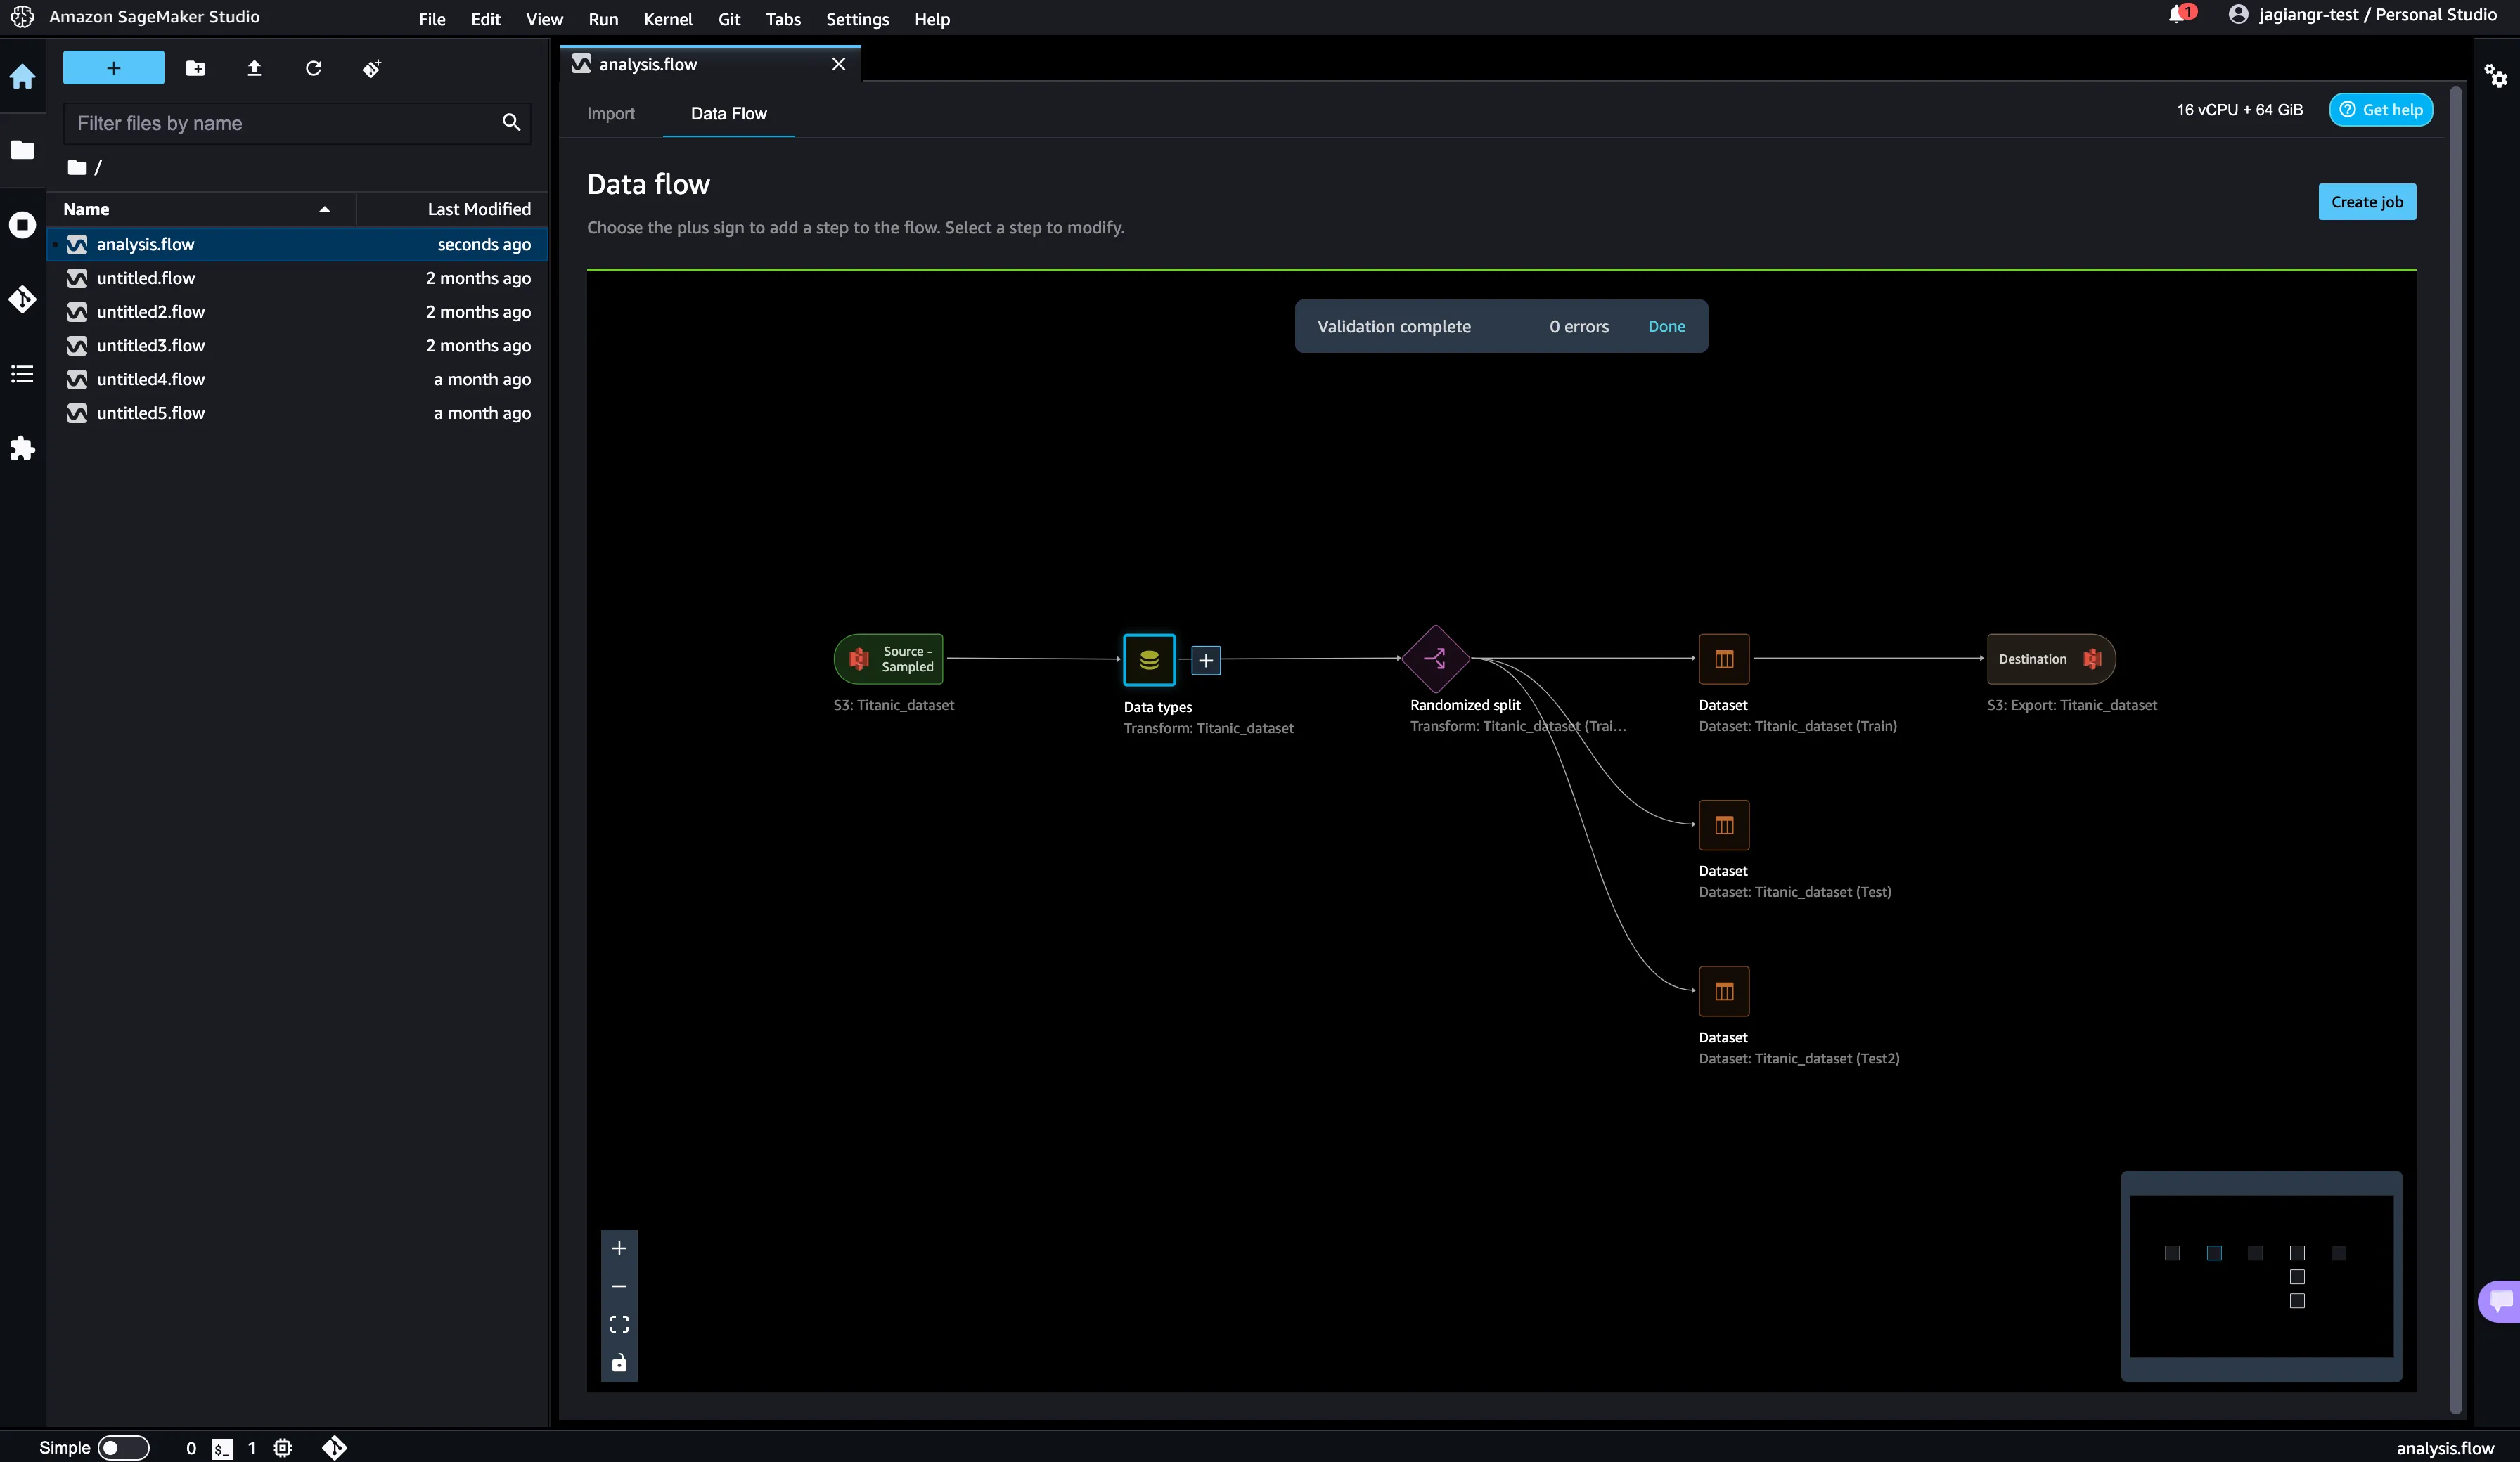 Amazon SageMaker Studio
File Edit View Run Kernel Git Tabs Settings Help
1
jagiangr-test / Personal Studio
Filter files by name
/
Name Last Modified
analysis.flow seconds ago
untitled.flow 2 months ago
untitled2.flow 2 months ago
untitled3.flow 2 months ago
untitled4.flow a month ago
untitled5.flow a month ago
analysis.flow
Import Data Flow
16 vCPU + 64 GiB
Get help
Data flow
Create job
Choose the plus sign to add a step to the flow. Select a step to modify.
Validation complete 0 errors Done
Source -
Sampled
S3: Titanic_dataset
Data types
Transform: Titanic_dataset
Randomized split
Transform: Titanic_dataset (Trai...
Dataset
Dataset: Titanic_dataset (Train)
Destination
S3: Export: Titanic_dataset
Dataset
Dataset: Titanic_dataset (Test)
Dataset
Dataset: Titanic_dataset (Test2)
Simple 0 $_ 1
analysis.flow